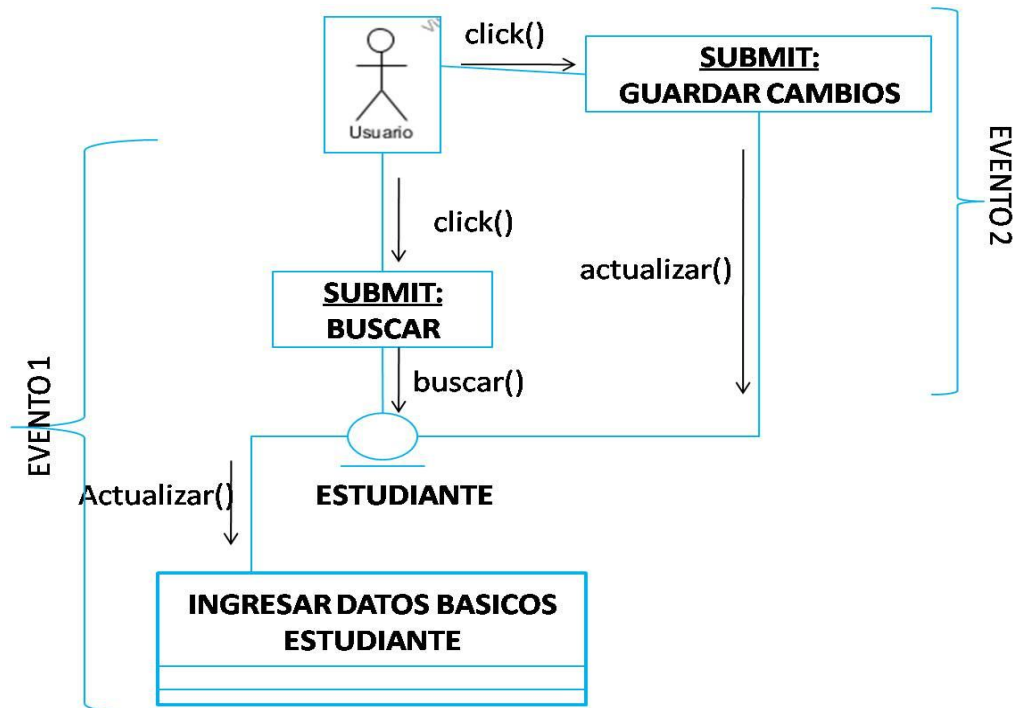 click()
Usuario
SUBMIT:
GUARDAR CAMBIOS
EVENTO 2
click()
actualizar()
SUBMIT:
BUSCAR
buscar()
EVENTO 1
Actualizar()
ESTUDIANTE
INGRESAR DATOS BASICOS
ESTUDIANTE